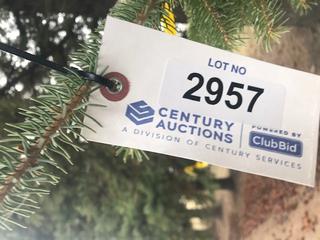 LOT NO
2957
CENTURY
AUCTIONS
A DIVISION OF CENTURY SERVICES
POWERED BY
ClubBid